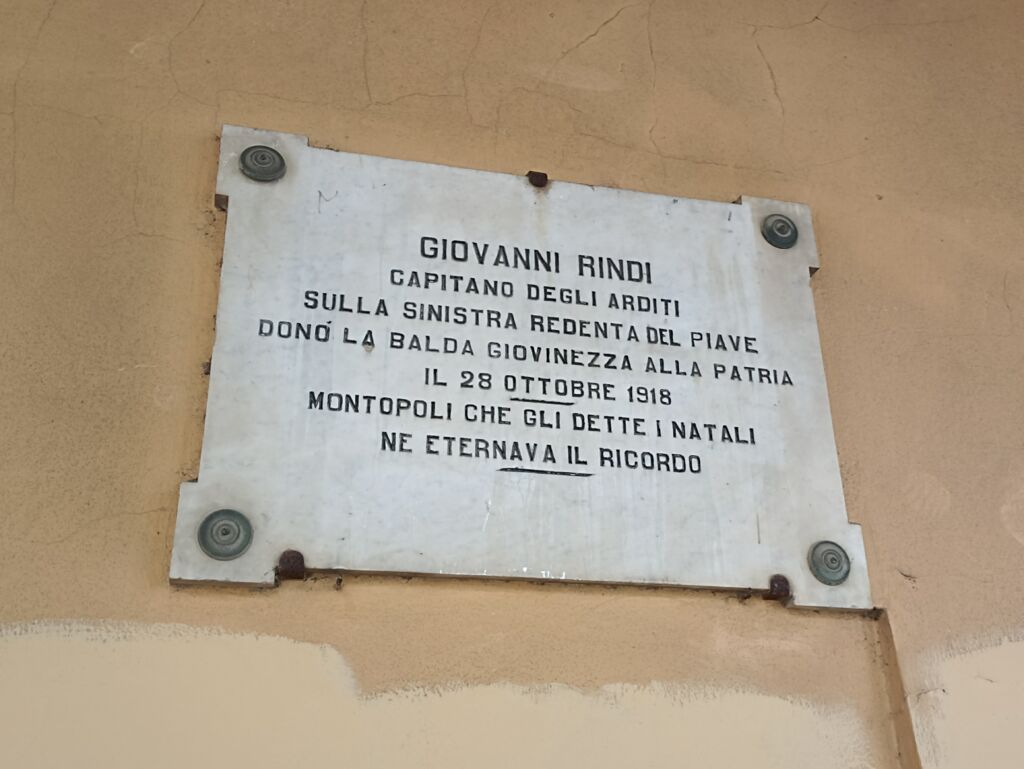 GIOVANNI RINDI
CAPITANO DEGLI ARDITI
SULLA SINISTRA REDENTA DEL PIAVE
DONÓ LA BALDA GIOVINEZZA ALLA PATRIA
IL 28 OTTOBRE 1918
MONTOPOLI CHE GLI DETTE I NATALI
NE ETERNAVA IL RICORDO